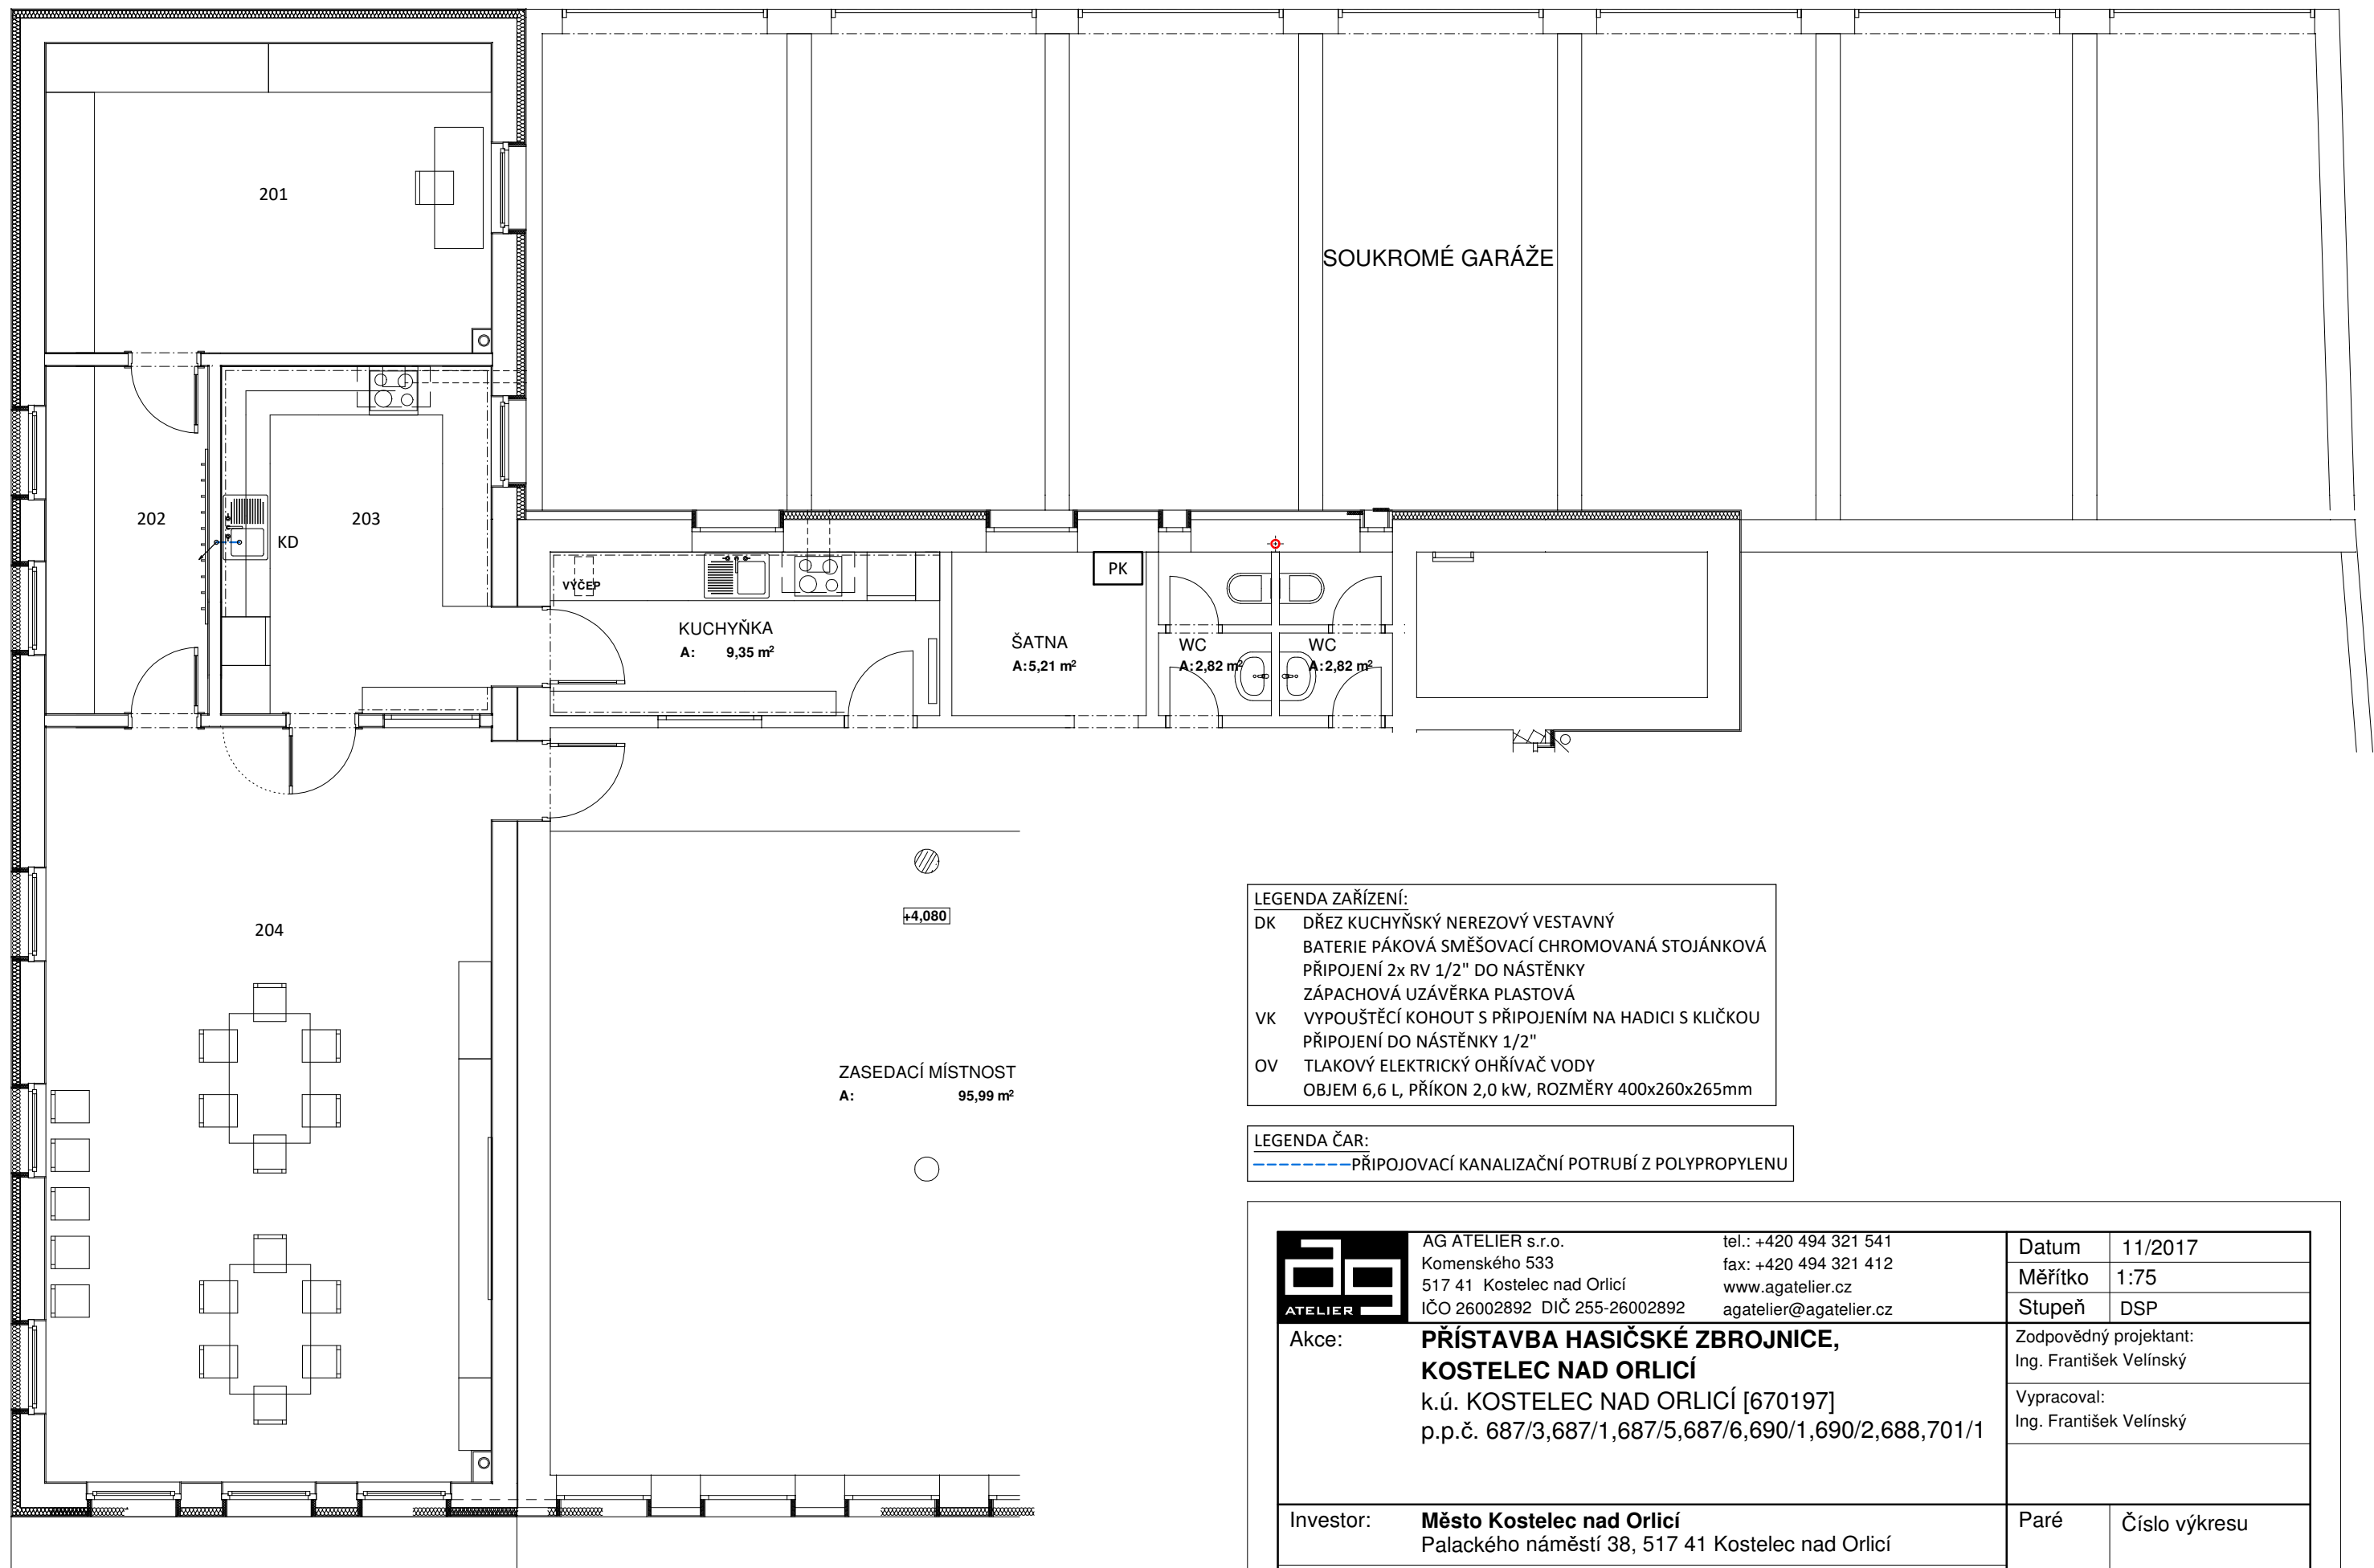 201
SOUKROMÉ GARÁŽE
202
203
KD
VÝČEP
PK
KUCHYŇKA
A: 9,35 m²
ŠATNA
A:5,21 m²
WC
A:2,82 m²
WC
A:2,82 m²
204
+4,080
ZASEDACÍ MÍSTNOST
A: 95,99 m²
LEGENDA ZAŘÍZENÍ:
DK DŘEZ KUCHYŇSKÝ NEREZOVÝ VESTAVNÝ
BATERIE PÁKOVÁ SMĚŠOVACÍ CHROMOVANÁ STOJÁNKOVÁ
PŘIPOJENÍ 2x RV 1/2" DO NÁSTĚNKY
ZÁPACHOVÁ UZÁVĚRKA PLASTOVÁ
VK VYPOUŠTĚCÍ KOHOUT S PŘIPOJENÍM NA HADICI S KLIČKOU
PŘIPOJENÍ DO NÁSTĚNKY 1/2"
OV TLAKOVÝ ELEKTRICKÝ OHŘÍVAČ VODY
OBJEM 6,6 L, PŘÍKON 2,0 kW, ROZMĚRY 400x260x265mm
LEGENDA ČAR:
PŘIPOJOVACÍ KANALIZAČNÍ POTRUBÍ Z POLYPROPYLENU
ag
ATELIER
AG ATELIER s.r.o.
Komenského 533
517 41 Kostelec nad Orlicí
IČO 26002892 DIČ 255-26002892
tel.: +420 494 321 541
fax: +420 494 321 412
www.agatelier.cz
agatelier@agatelier.cz
Datum 11/2017
Měřítko 1:75
Stupeň DSP
Akce: PŘÍSTAVBA HASIČSKÉ ZBROJNICE,
KOSTELEC NAD ORLICÍ
k.ú. KOSTELEC NAD ORLICÍ [670197]
p.p.č. 687/3,687/1,687/5,687/6,690/1,690/2,688,701/1
Zodpovědný projektant:
Ing. František Velínský
Vypracoval:
Ing. František Velínský
Investor: Město Kostelec nad Orlicí
Palackého náměstí 38, 517 41 Kostelec nad Orlicí
Paré Číslo výkresu